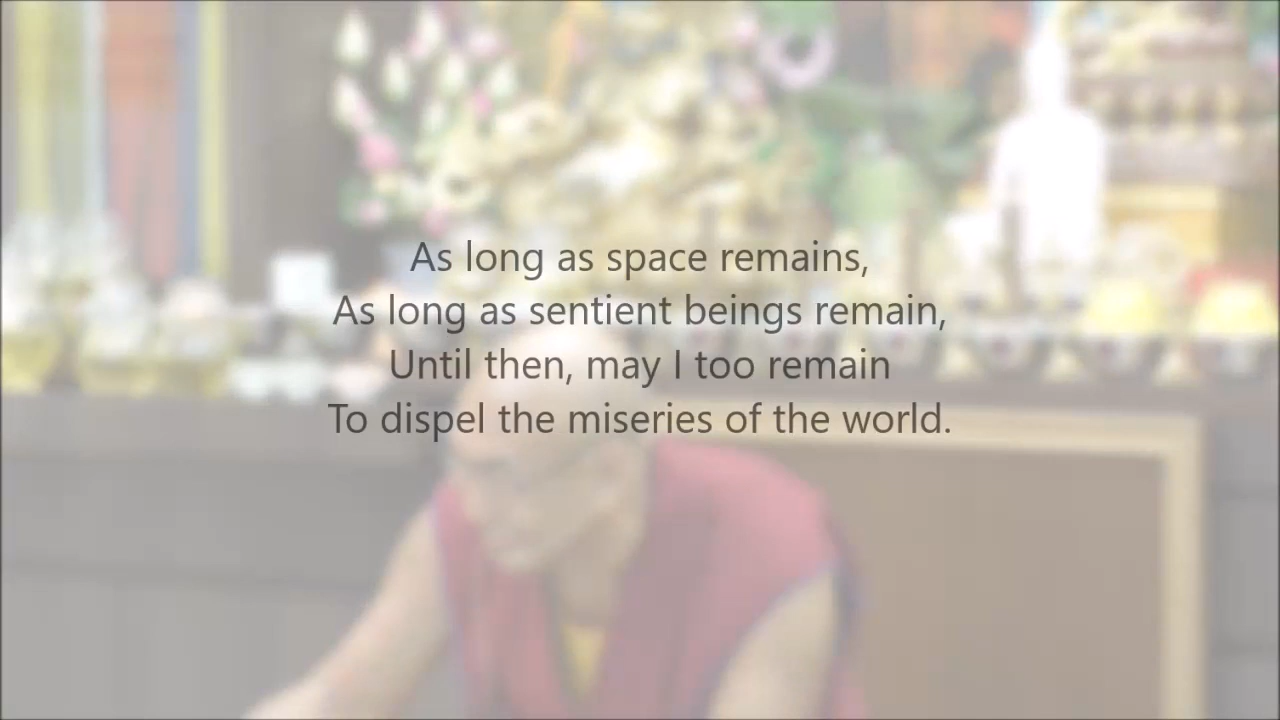 As long as space remains,
As long as sentient beings remain,
Until then, may I too remain
To dispel the miseries of the world.